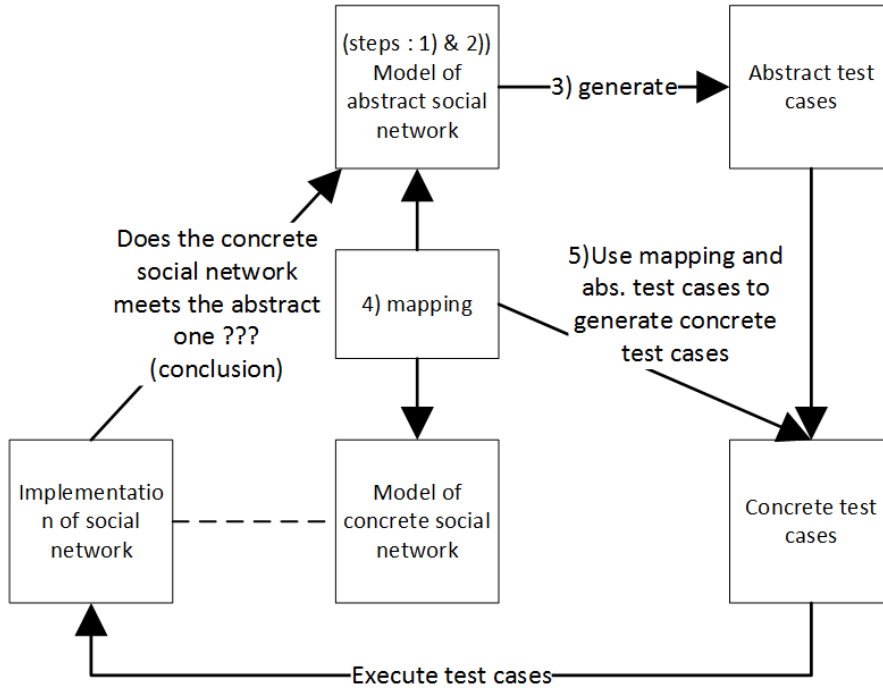 (steps : 1) & 2))
Model of
abstract social
network
3) generate
Abstract test
cases
Does the concrete
social network
meets the abstract
one ???
(conclusion)
4) mapping
5)Use mapping and
abs. test cases to
generate concrete
test cases
Implementatio
n of social
network
Model of
concrete social
network
Concrete test
cases
Execute test cases